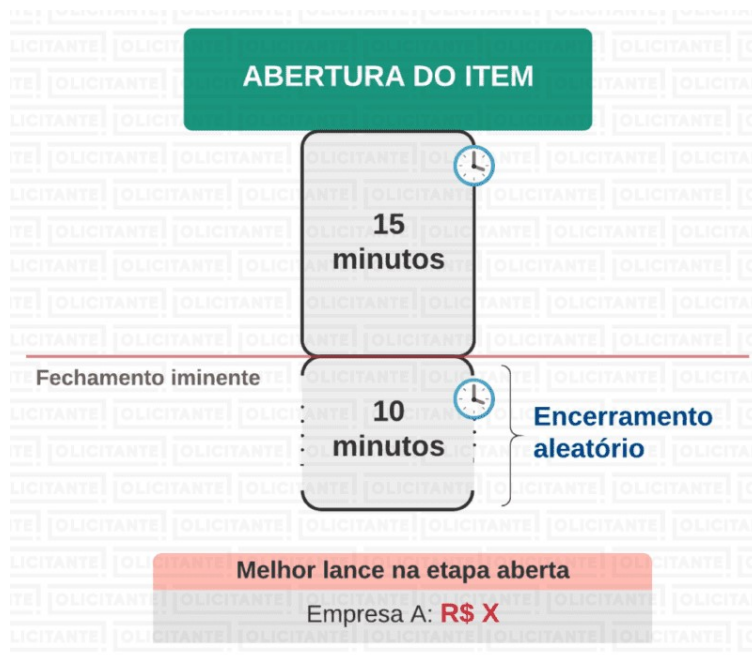 ABERTURA DO ITEM
15
minutos
Fechamento iminente
10
minutos
Encerramento
aleatório
Melhor lance na etapa aberta
Empresa A: R$ X